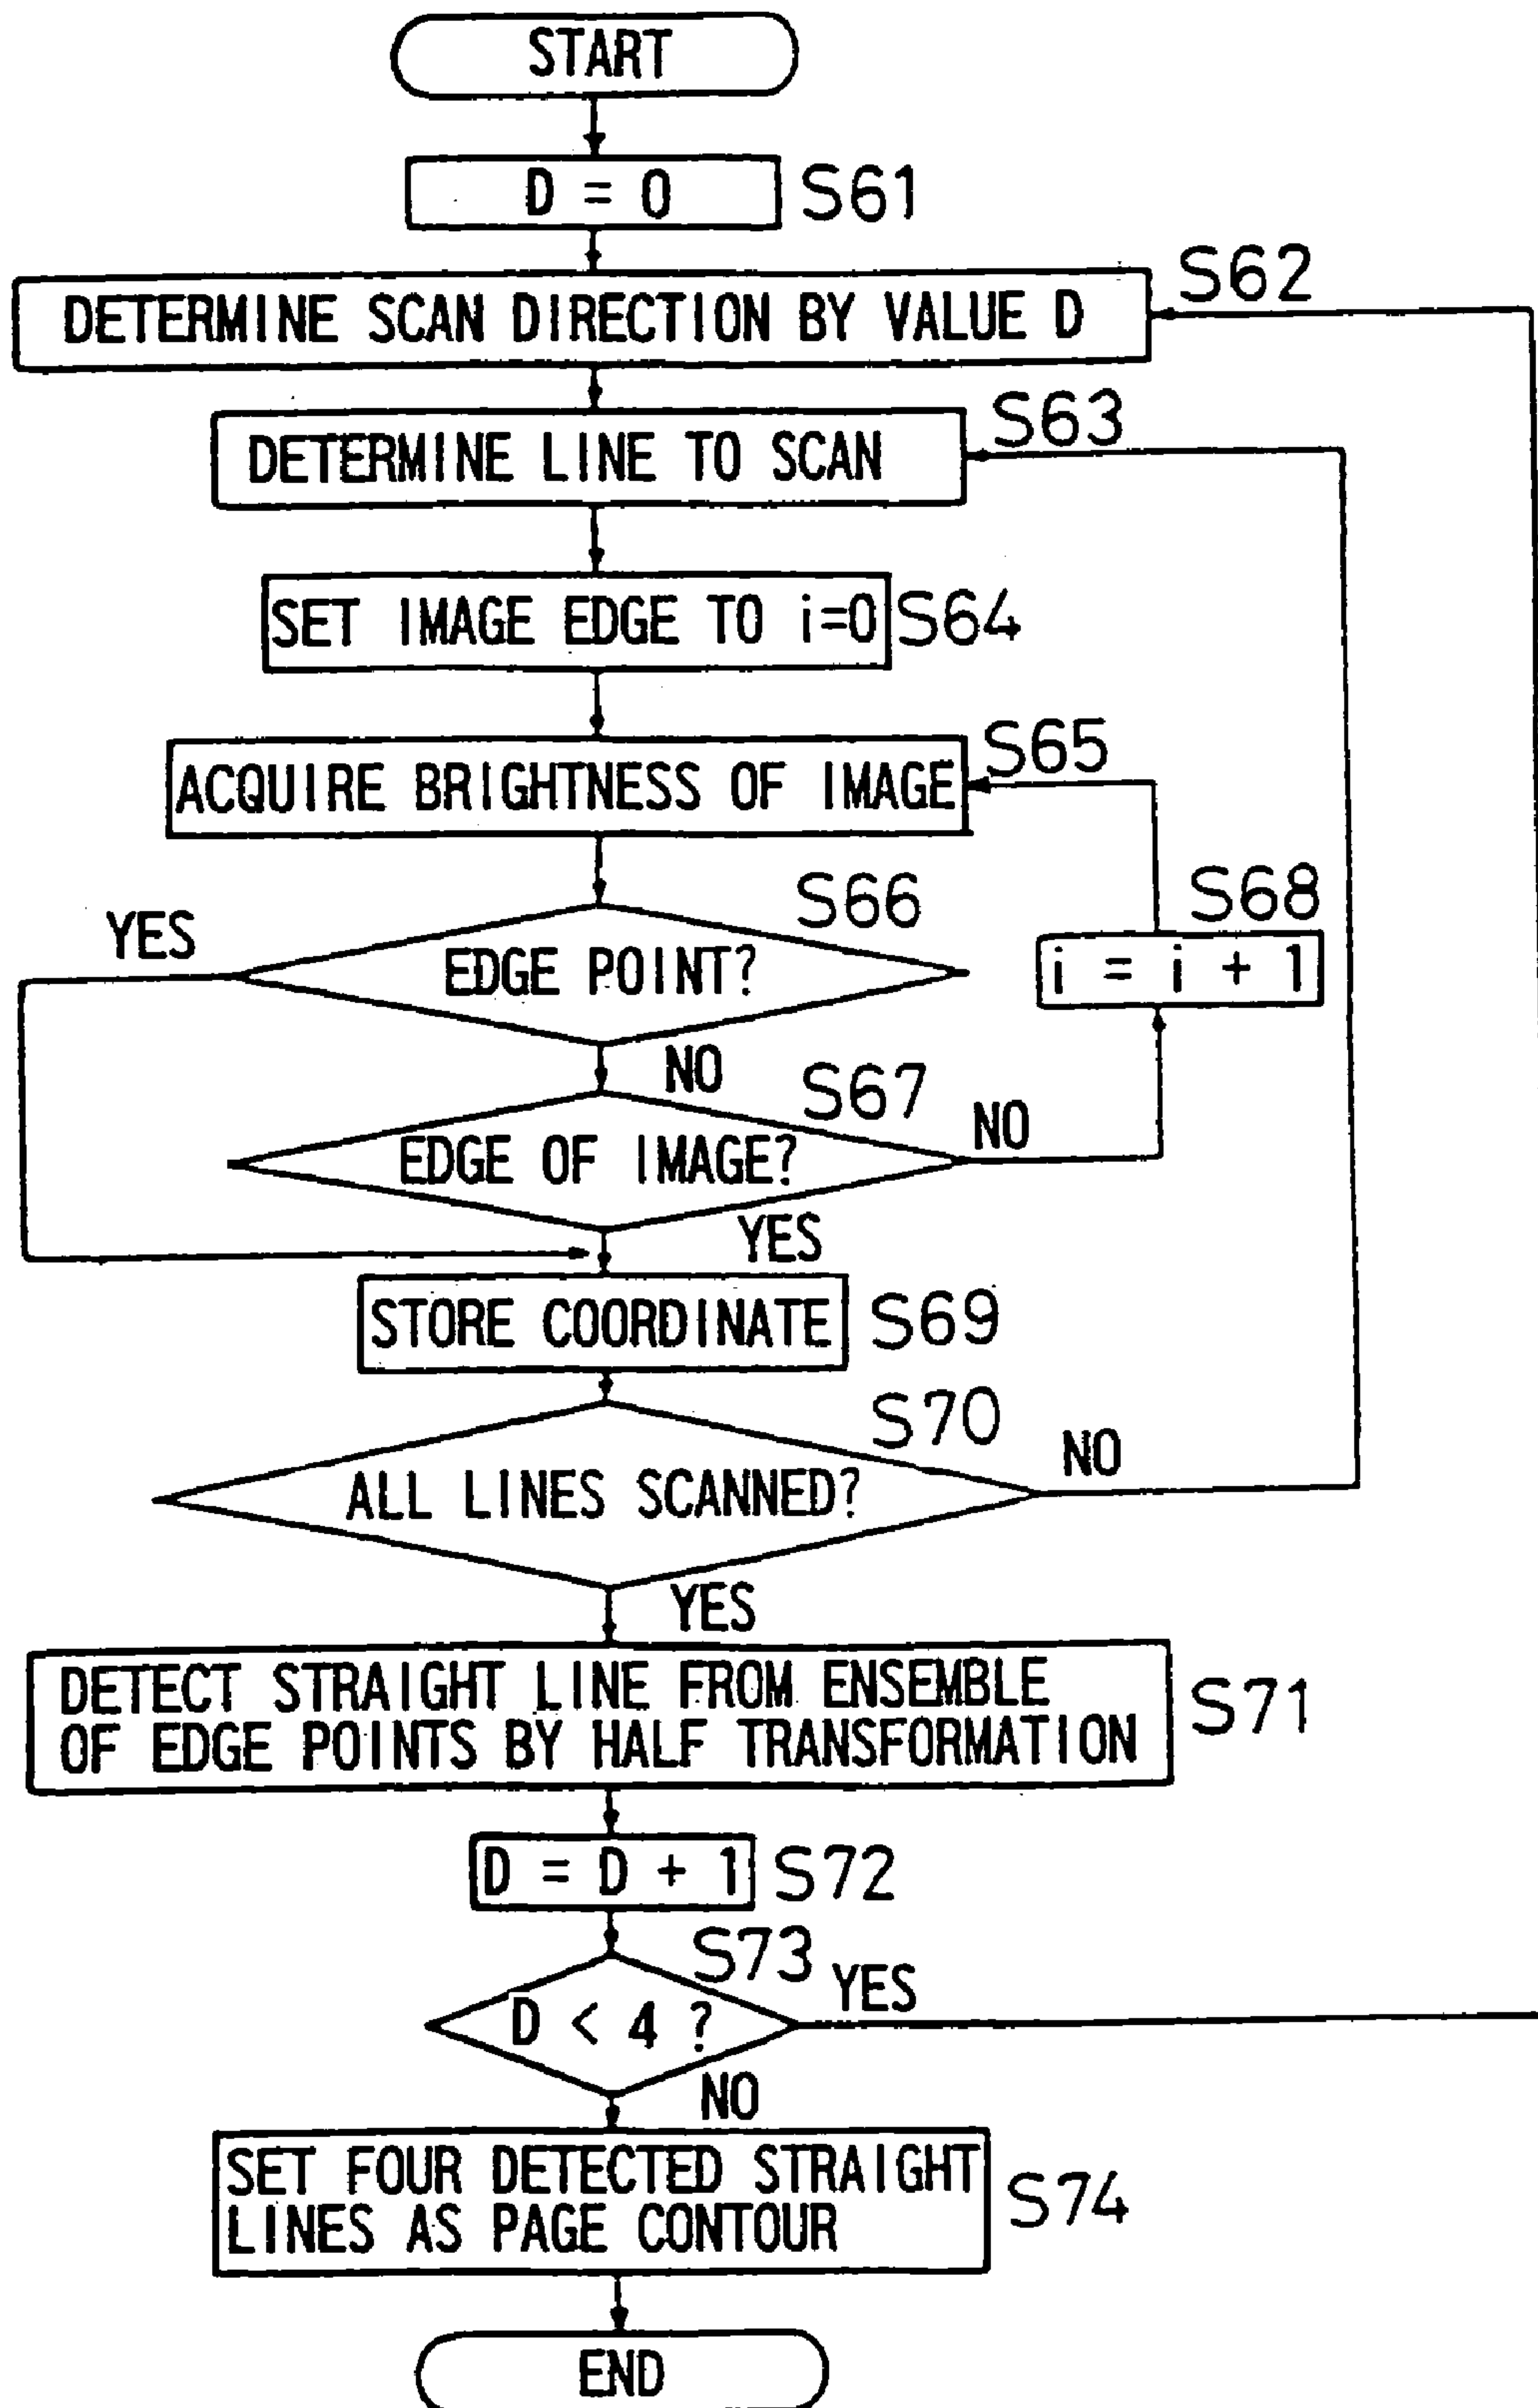 START
D = 0
S61
DETERMINE SCAN DIRECTION BY VALUE D
S62
DETERMINE LINE TO SCAN
S63
SET IMAGE EDGE TO i=0
S64
ACQUIRE BRIGHTNESS OF IMAGE
S65
EDGE POINT?
S66
YES
NO
i = i + 1
S68
EDGE OF IMAGE?
S67
NO
YES
STORE COORDINATE
S69
ALL LINES SCANNED?
S70
NO
YES
DETECT STRAIGHT LINE FROM ENSEMBLE
OF EDGE POINTS BY HALF TRANSFORMATION
S71
D = D + 1
S72
D < 4 ?
S73
YES
NO
SET FOUR DETECTED STRAIGHT
LINES AS PAGE CONTOUR
S74
END